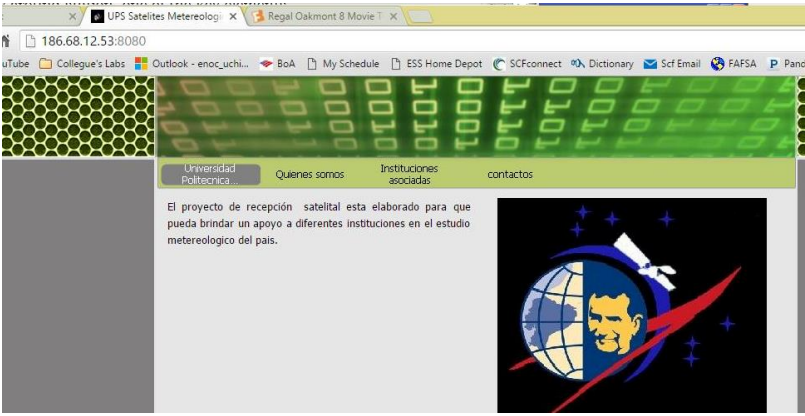 UPS Satelites Metereologi
Regal Oakmont 8 Movie T
186.68.12.53:8080
uTube Collegue's Labs Outlook - enoc_uchi... BoA My Schedule ESS Home Depot SCFconnect Dictionary Scf Email FAFSA Pand
Universidad
Politecnica...
Quienes somos
Instituciones
asociadas
contactos
El proyecto de recepción satelital esta elaborado para que
pueda brindar un apoyo a diferentes instituciones en el estudio
metereologico del pais.